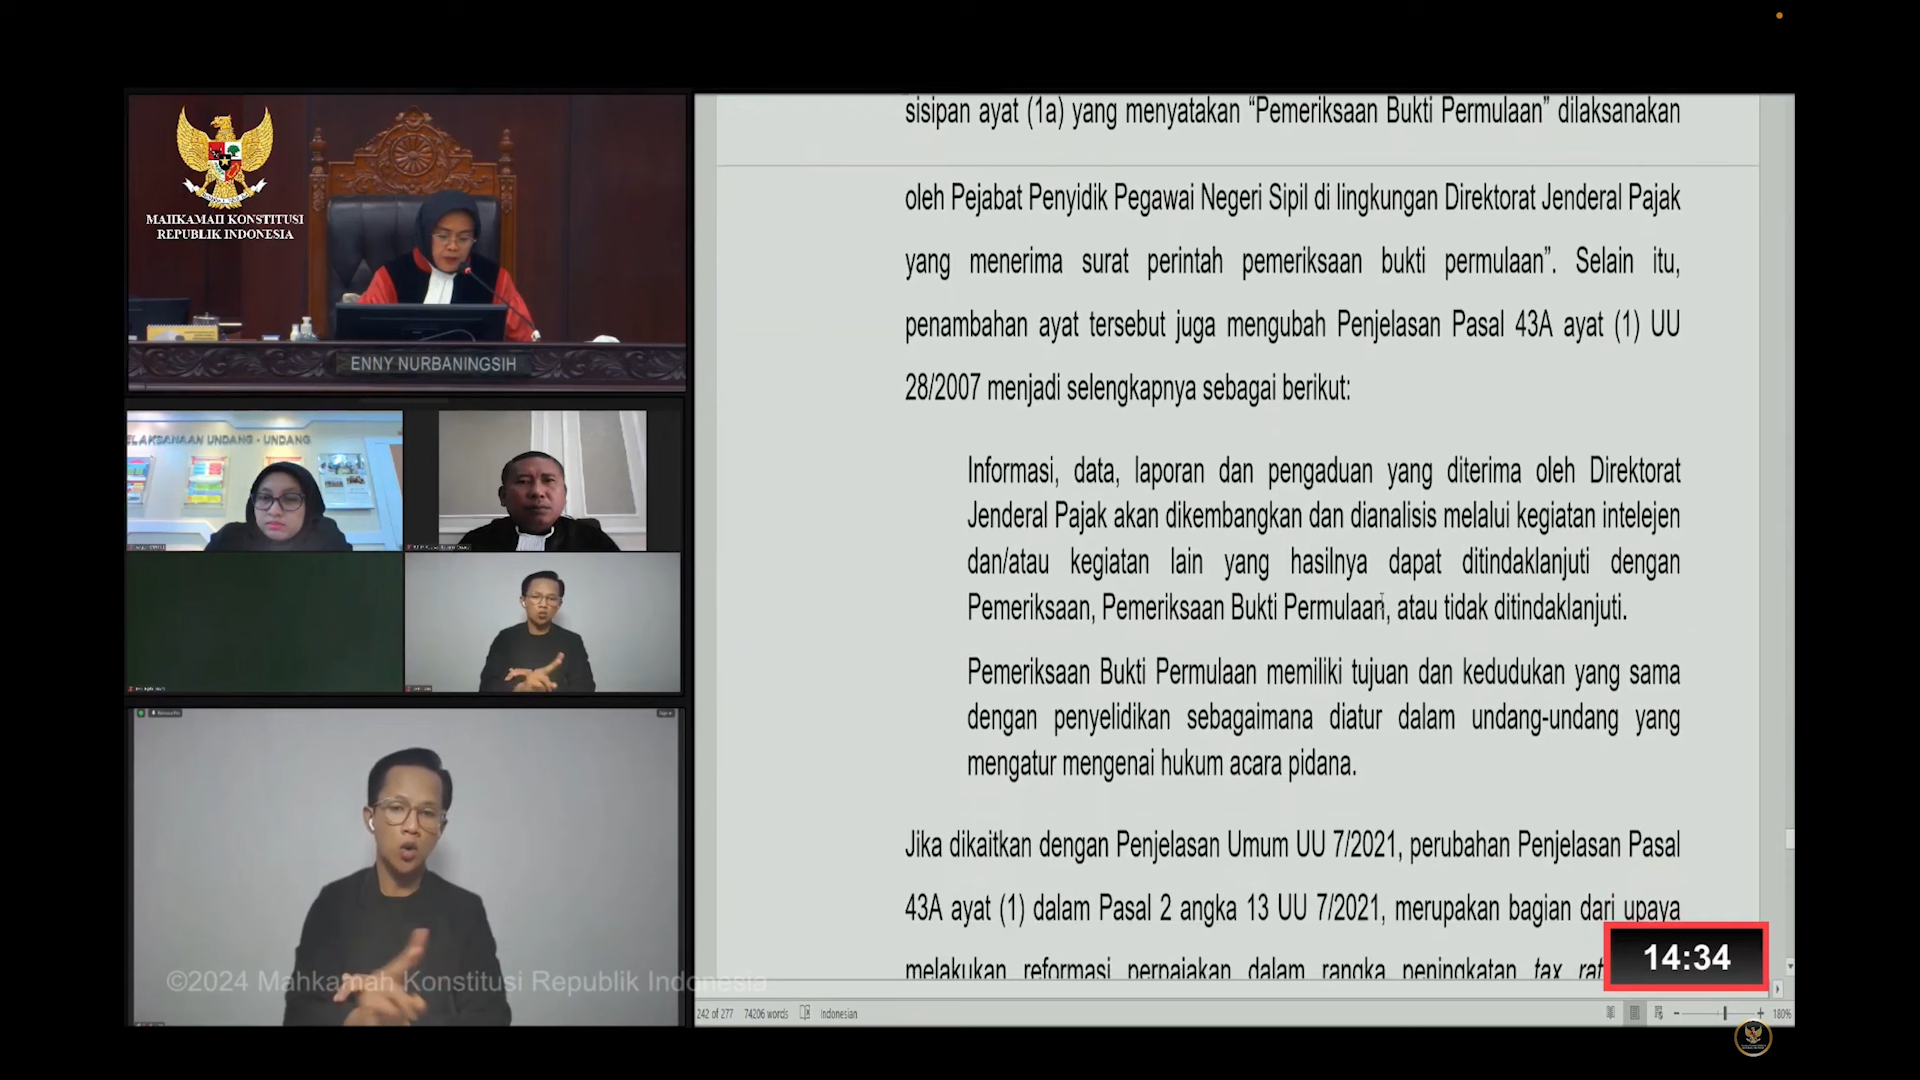 MAHKAMAH KONSTITUSI
REPUBLIK INDONESIA
ENNY NURBANINGSIH
ELAKSANAAN UNDANG - UNDANG
©2024 Mahkamah Konstitusi Republik Indonesia
sisipan ayat (1a) yang menyatakan “Pemeriksaan Bukti Permulaan” dilaksanakan
oleh Pejabat Penyidik Pegawai Negeri Sipil di lingkungan Direktorat Jenderal Pajak
yang menerima surat perintah pemeriksaan bukti permulaan”. Selain itu,
penambahan ayat tersebut juga mengubah Penjelasan Pasal 43A ayat (1) UU
28/2007 menjadi selengkapnya sebagai berikut:
Informasi, data, laporan dan pengaduan yang diterima oleh Direktorat
Jenderal Pajak akan dikembangkan dan dianalisis melalui kegiatan intelejen
dan/atau kegiatan lain yang hasilnya dapat ditindaklanjuti dengan
Pemeriksaan, Pemeriksaan Bukti Permulaan, atau tidak ditindaklanjuti.
Pemeriksaan Bukti Permulaan memiliki tujuan dan kedudukan yang sama
dengan penyelidikan sebagaimana diatur dalam undang-undang yang
mengatur mengenai hukum acara pidana.
Jika dikaitkan dengan Penjelasan Umum UU 7/2021, perubahan Penjelasan Pasal
43A ayat (1) dalam Pasal 2 angka 13 UU 7/2021, merupakan bagian dari upaya
melakukan reformasi perpajakan dalam rangka peningkatan tax rat
14:34
242 of 277 74206 words Indonesian
180%